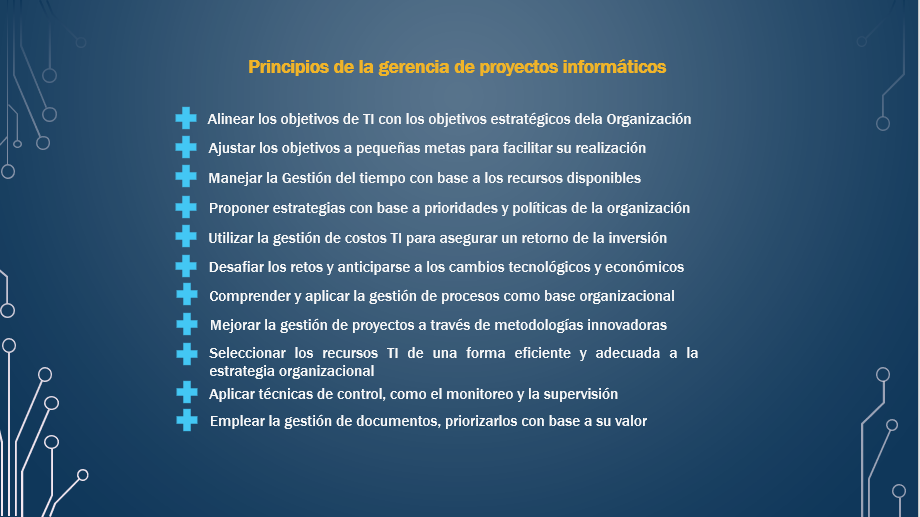 Principios de la gerencia de proyectos informáticos
Alinear los objetivos de TI con los objetivos estratégicos dela Organización
Ajustar los objetivos a pequeñas metas para facilitar su realización
Manejar la Gestión del tiempo con base a los recursos disponibles
Proponer estrategias con base a prioridades y políticas de la organización
Utilizar la gestión de costos TI para asegurar un retorno de la inversión
Desafiar los retos y anticiparse a los cambios tecnológicos y económicos
Comprender y aplicar la gestión de procesos como base organizacional
Mejorar la gestión de proyectos a través de metodologías innovadoras
Seleccionar los recursos TI de una forma eficiente y adecuada a la
estrategia organizacional
Aplicar técnicas de control, como el monitoreo y la supervisión
Emplear la gestión de documentos, priorizarlos con base a su valor